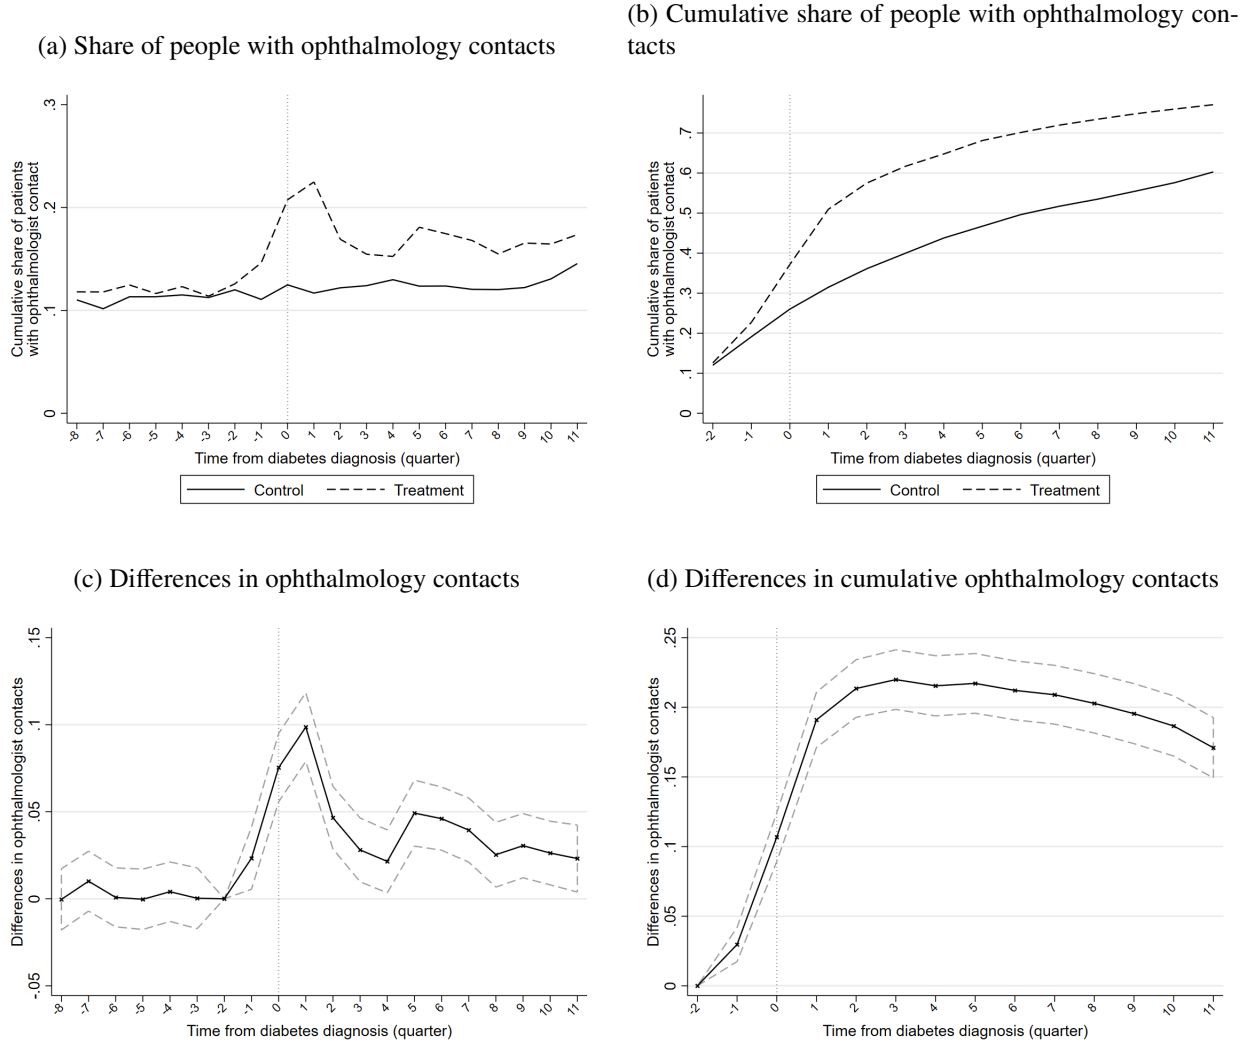 (a) Share of people with ophthalmology contacts
Cumulative share of patients
with ophthalmologist contact
.3
.2
.1
0
-8 -7 -6 -5 -4 -3 -2 -1 0 1 2 3 4 5 6 7 8 9 10 11
Time from diabetes diagnosis (quarter)
Control Treatment
(b) Cumulative share of people with ophthalmology con-
tacts
Cumulative share of patients
with ophthalmologist contact
.7
.6
.5
.4
.3
.2
.1
0
-2 -1 0 1 2 3 4 5 6 7 8 9 10 11
Time from diabetes diagnosis (quarter)
Control Treatment
(c) Differences in ophthalmology contacts
Differences in ophthalmologist contacts
.15
.1
.05
0
-.05
-8 -7 -6 -5 -4 -3 -2 -1 0 1 2 3 4 5 6 7 8 9 10 11
Time from diabetes diagnosis (quarter)
(d) Differences in cumulative ophthalmology contacts
Differences in ophthalmologist contacts
.25
.2
.15
.1
.05
0
-2 -1 0 1 2 3 4 5 6 7 8 9 10 11
Time from diabetes diagnosis (quarter)